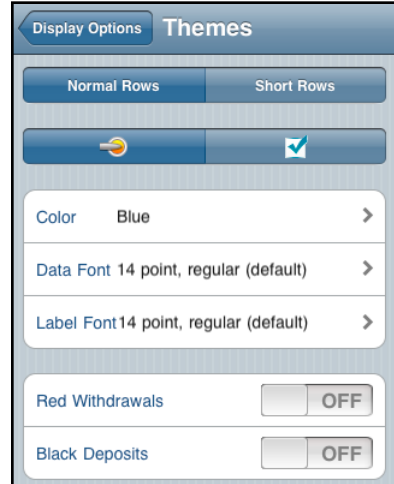 Display Options Themes
Normal Rows Short Rows
Color Blue
Data Font 14 point, regular (default)
Label Font 14 point, regular (default)
Red Withdrawals OFF
Black Deposits OFF